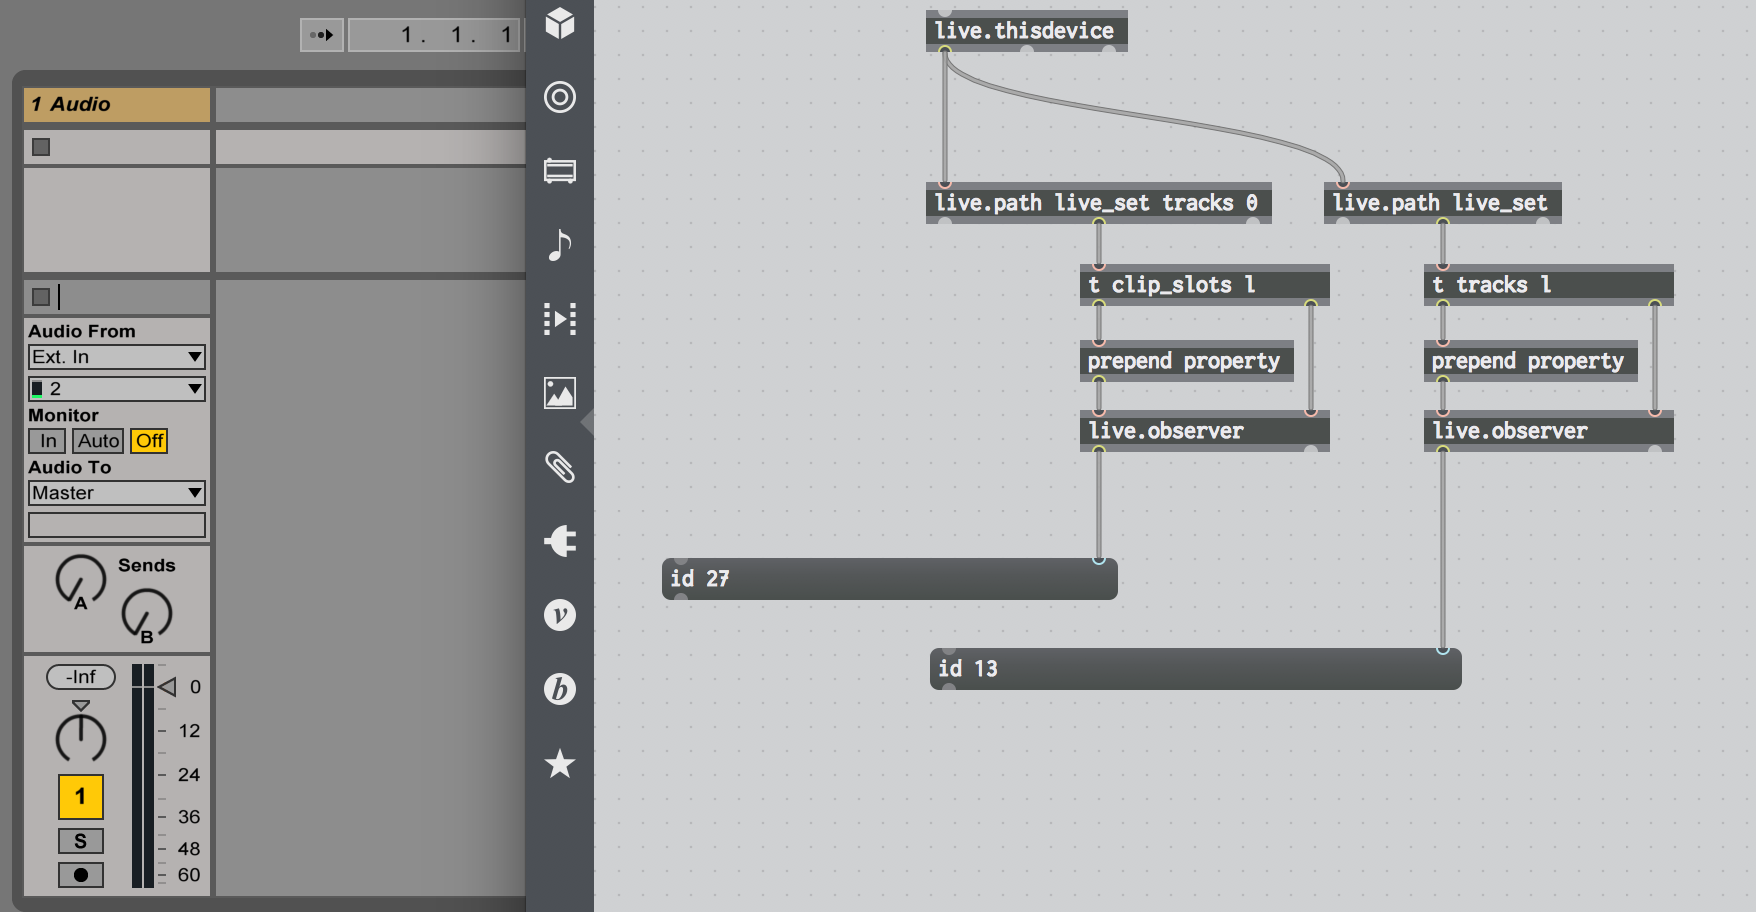 1. 1. 1
1 Audio
Audio From
Ext. In
2
Monitor
In Auto Off
Audio To
Master
Sends
A
B
-Inf
0
12
24
36
48
60
1
S
v
b
live.thisdevice
live.path live_set tracks 0
live.path live_set
t clip_slots l
t tracks l
prepend property
prepend property
live.observer
live.observer
id 27
id 13